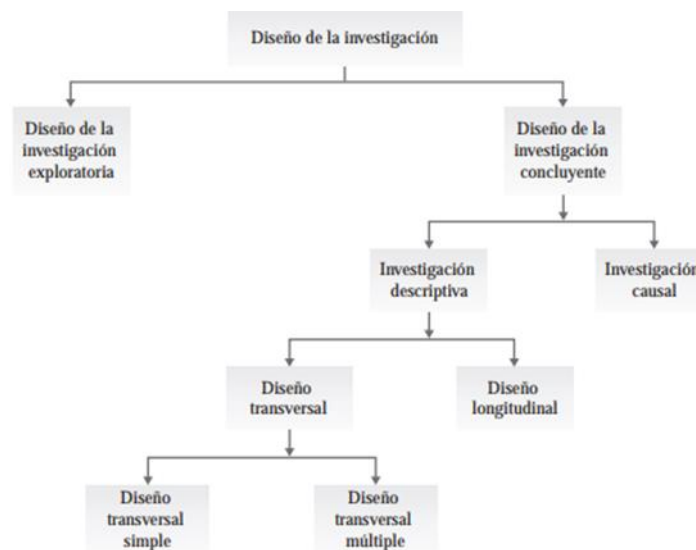 Diseño de la investigación
Diseño de la
investigación
exploratoria
Diseño de la
investigación
concluyente
Investigación
descriptiva
Investigación
causal
Diseño
transversal
Diseño
longitudinal
Diseño
transversal
simple
Diseño
transversal
múltiple